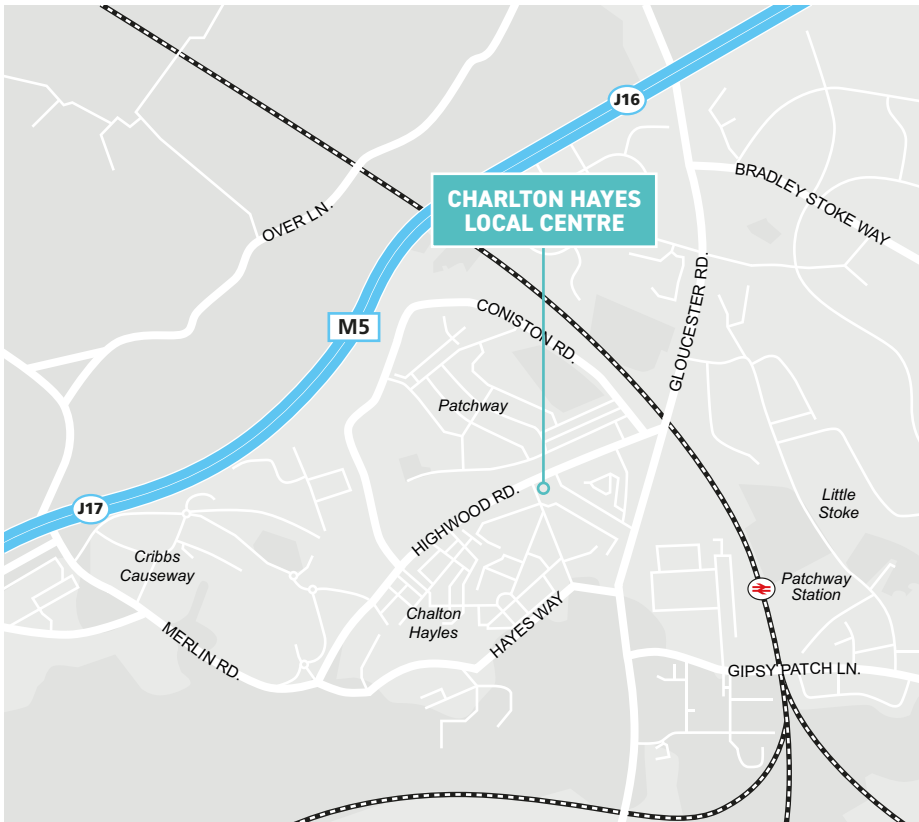 J16
BRADLEY STOKE WAY
CHARLTON HAYES
LOCAL CENTRE
OVER LN.
GLOUCESTER RD.
M5
CONISTON RD.
Patchway
J17
HIGHWOOD RD.
Little
Stoke
Cribbs
Causeway
Patchway
Station
Chalton
Hayles
HAYES WAY
MERLIN RD.
GIPSY PATCH LN.